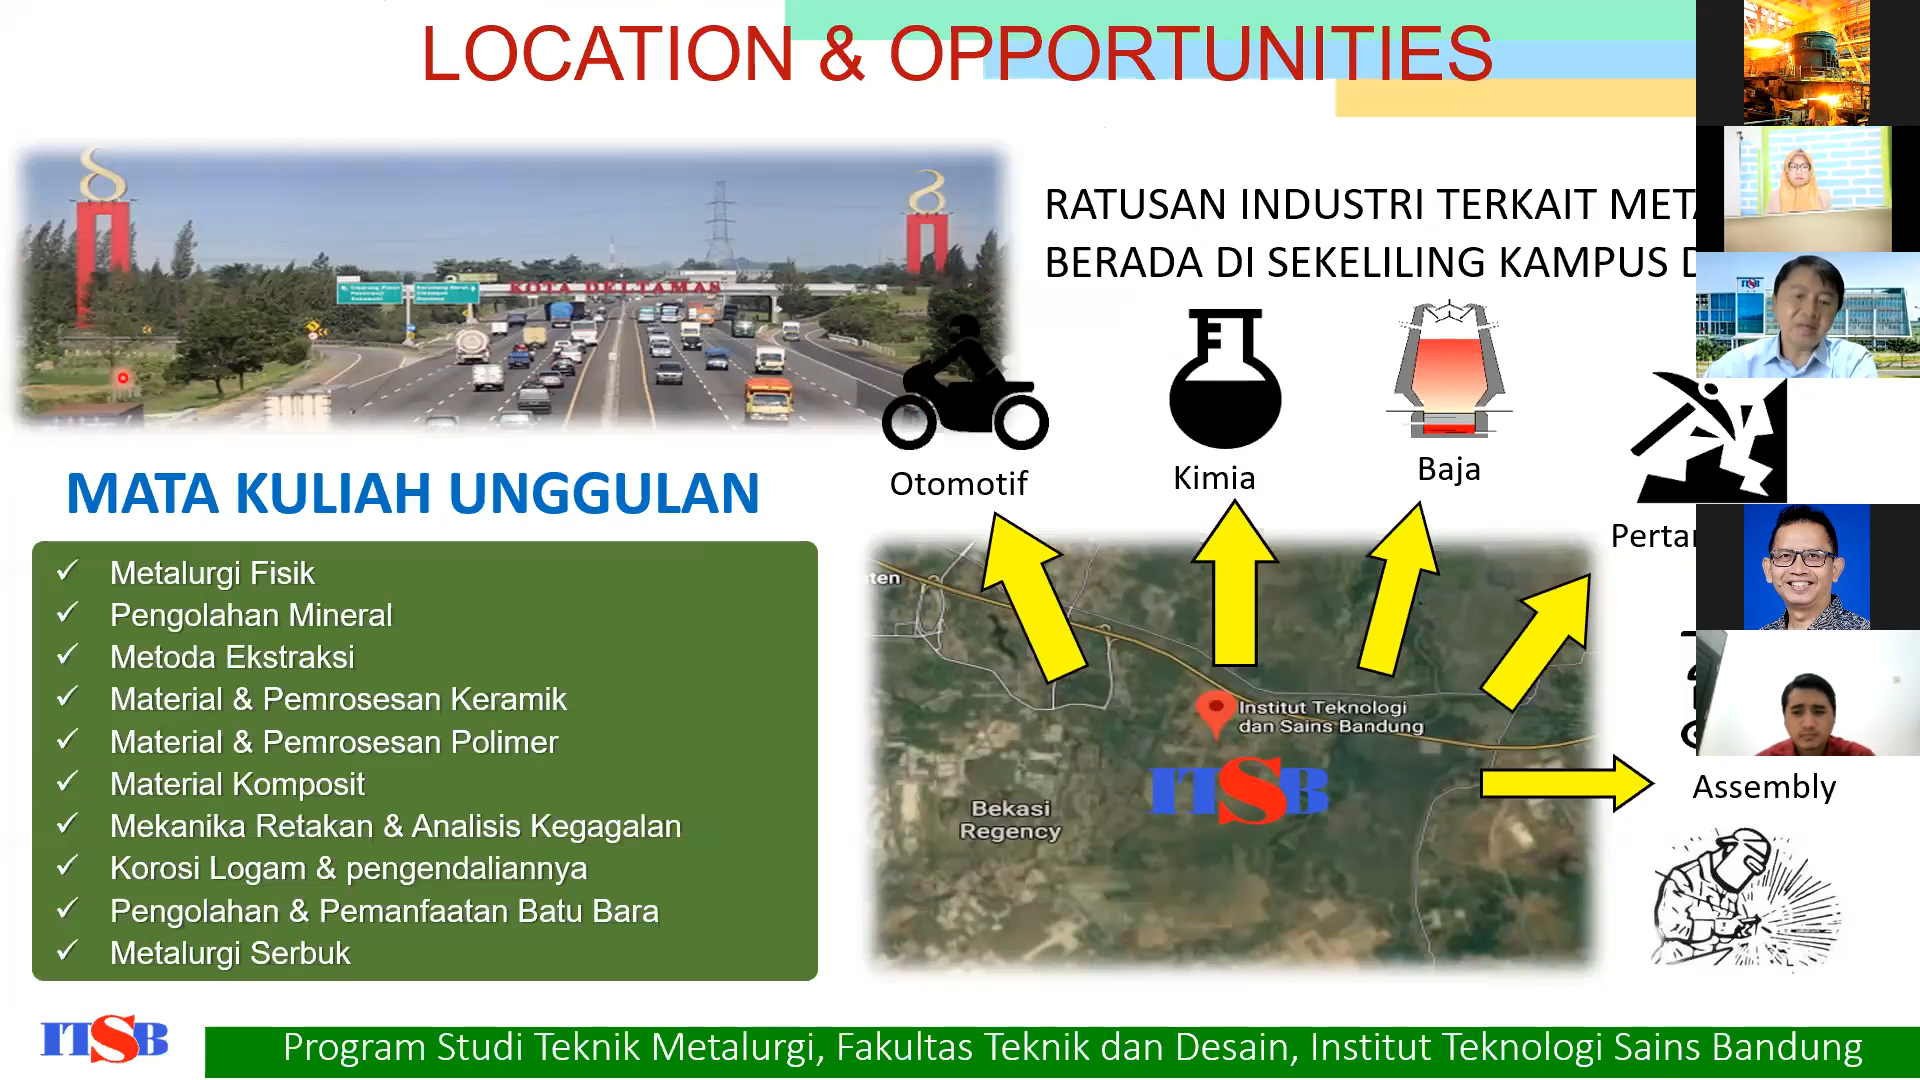 LOCATION & OPPORTUNITIES
KOTA DELTAMAS
RATUSAN INDUSTRI TERKAIT
BERADA DI SEKELILING KAMPUS
Otomotif
Kimia
Baja
MATA KULIAH UNGGULAN
✓ Metalurgi Fisik
✓ Pengolahan Mineral
✓ Metoda Ekstraksi
✓ Material & Pemrosesan Keramik
✓ Material & Pemrosesan Polimer
✓ Material Komposit
✓ Mekanika Retakan & Analisis Kegagalan
✓ Korosi Logam & pengendaliannya
✓ Pengolahan & Pemanfaatan Batu Bara
✓ Metalurgi Serbuk
Institut Teknologi
dan Sains Bandung
ITSB
Bekasi
Regency
Assembly
ITSB
Program Studi Teknik Metalurgi, Fakultas Teknik dan Desain, Institut Teknologi Sains Bandung